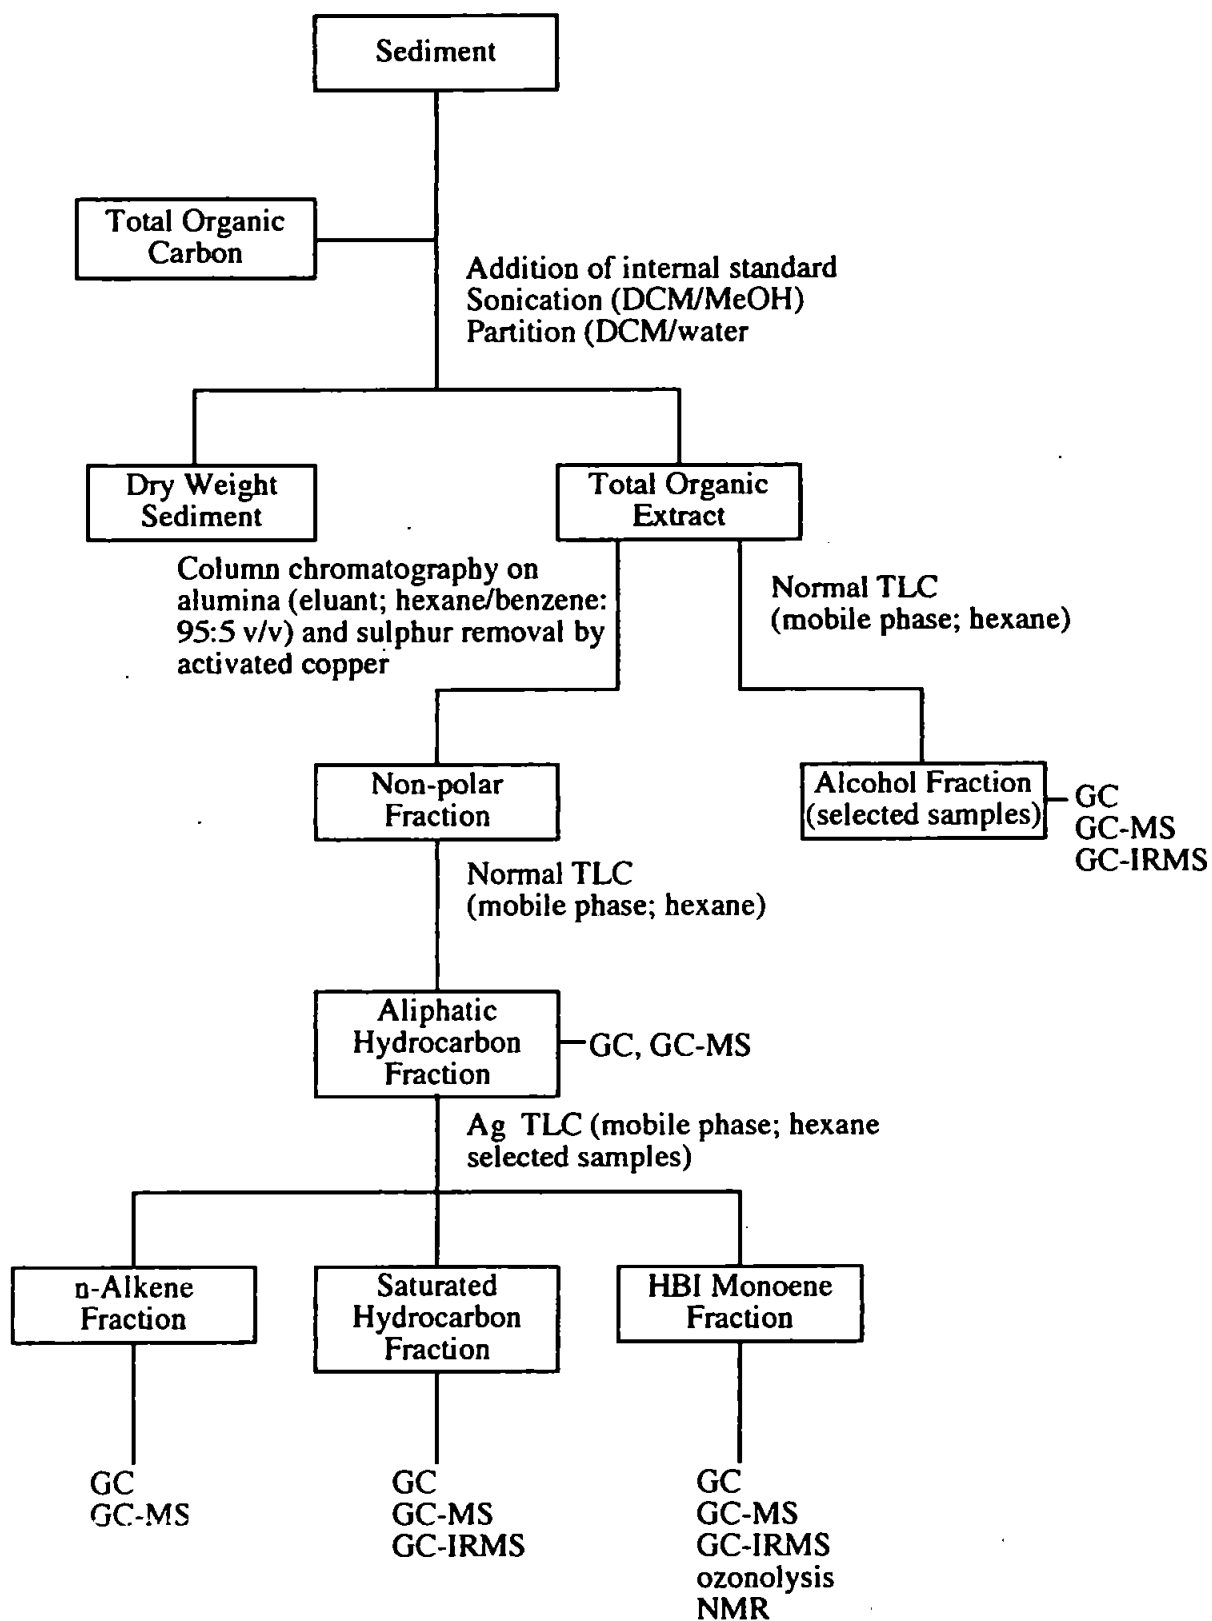 Sediment
Total Organic
Carbon
Addition of internal standard
Sonication (DCM/MeOH)
Partition (DCM/water
Dry Weight
Sediment
Total Organic
Extract
Column chromatography on
alumina (eluant; hexane/benzene:
95:5 v/v) and sulphur removal by
activated copper
Normal TLC
(mobile phase; hexane)
Non-polar
Fraction
Alcohol Fraction
(selected samples)
GC
GC-MS
GC-IRMS
Normal TLC
(mobile phase; hexane)
Aliphatic
Hydrocarbon
Fraction
GC, GC-MS
Ag TLC (mobile phase; hexane
selected samples)
n-Alkene
Fraction
Saturated
Hydrocarbon
Fraction
HBI Monoene
Fraction
GC
GC-MS
GC
GC-MS
GC-IRMS
GC
GC-MS
GC-IRMS
ozonolysis
NMR